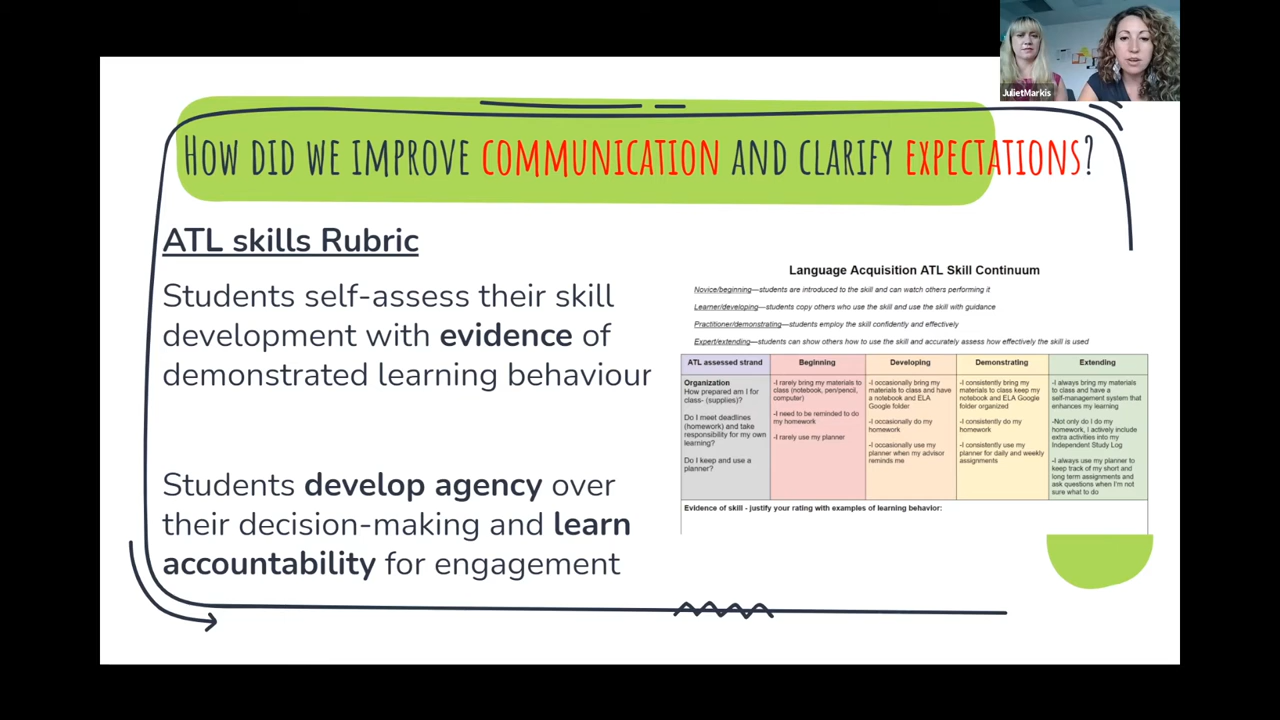 JulietMarkis
How did we improve communication and clarify expectations?
ATL skills Rubric
Students self-assess their skill
development with evidence of
demonstrated learning behaviour
Students develop agency over
their decision-making and learn
accountability for engagement
Language Acquisition ATL Skill Continuum
Novice/beginning—students are introduced to the skill and can watch others performing it
Learner/developing—students copy others who use the skill and use the skill with guidance
Practitioner/demonstrating—students employ the skill confidently and effectively
Expert/extending—students can show others how to use the skill and accurately assess how effectively the skill is used
ATL assessed strand
Beginning
Developing
Demonstrating
Extending
Organization
How prepared am I for
class- (supplies)?
Do I meet deadlines
(homework) and take
responsibility for my own
learning?
Do I keep and use a
planner?
-I rarely bring my materials to
class (notebook, pen/pencil,
computer)
-I need to be reminded to do
my homework
-I rarely use my planner
-I occasionally bring my
materials to class and have
a notebook and ELA
Google folder
-I occasionally do my
homework
-I occasionally use my
planner when my advisor
reminds me
-I consistently bring my
materials to class keep my
notebook and ELA Google
folder organized
-I consistently do my
homework
-I consistently use my
planner for daily and weekly
assignments
-I always bring my materials
to class and have a
self-management system that
enhances my learning
-Not only do I do my
homework, I actively include
extra activities into my
Independent Study Log
-I always use my planner to
keep track of my short and
long term assignments and
ask questions when I'm not
sure what to do
Evidence of skill - justify your rating with examples of learning behavior: